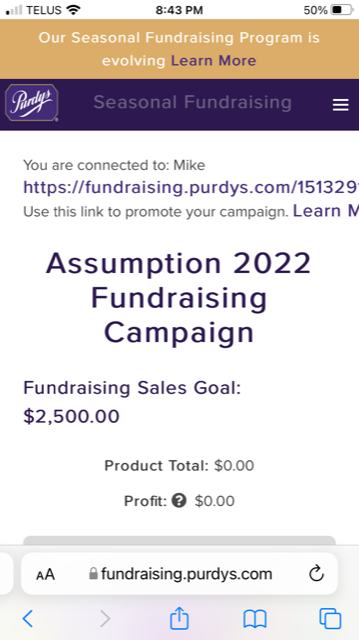 TELUS 8:43 PM 50%
Our Seasonal Fundraising Program is
evolving Learn More
Purdys Seasonal Fundraising
You are connected to: Mike
https://fundraising.purdys.com/151329
Use this link to promote your campaign. Learn M
Assumption 2022
Fundraising
Campaign
Fundraising Sales Goal:
$2,500.00
Product Total: $0.00
Profit: ? $0.00
AA fundraising.purdys.com